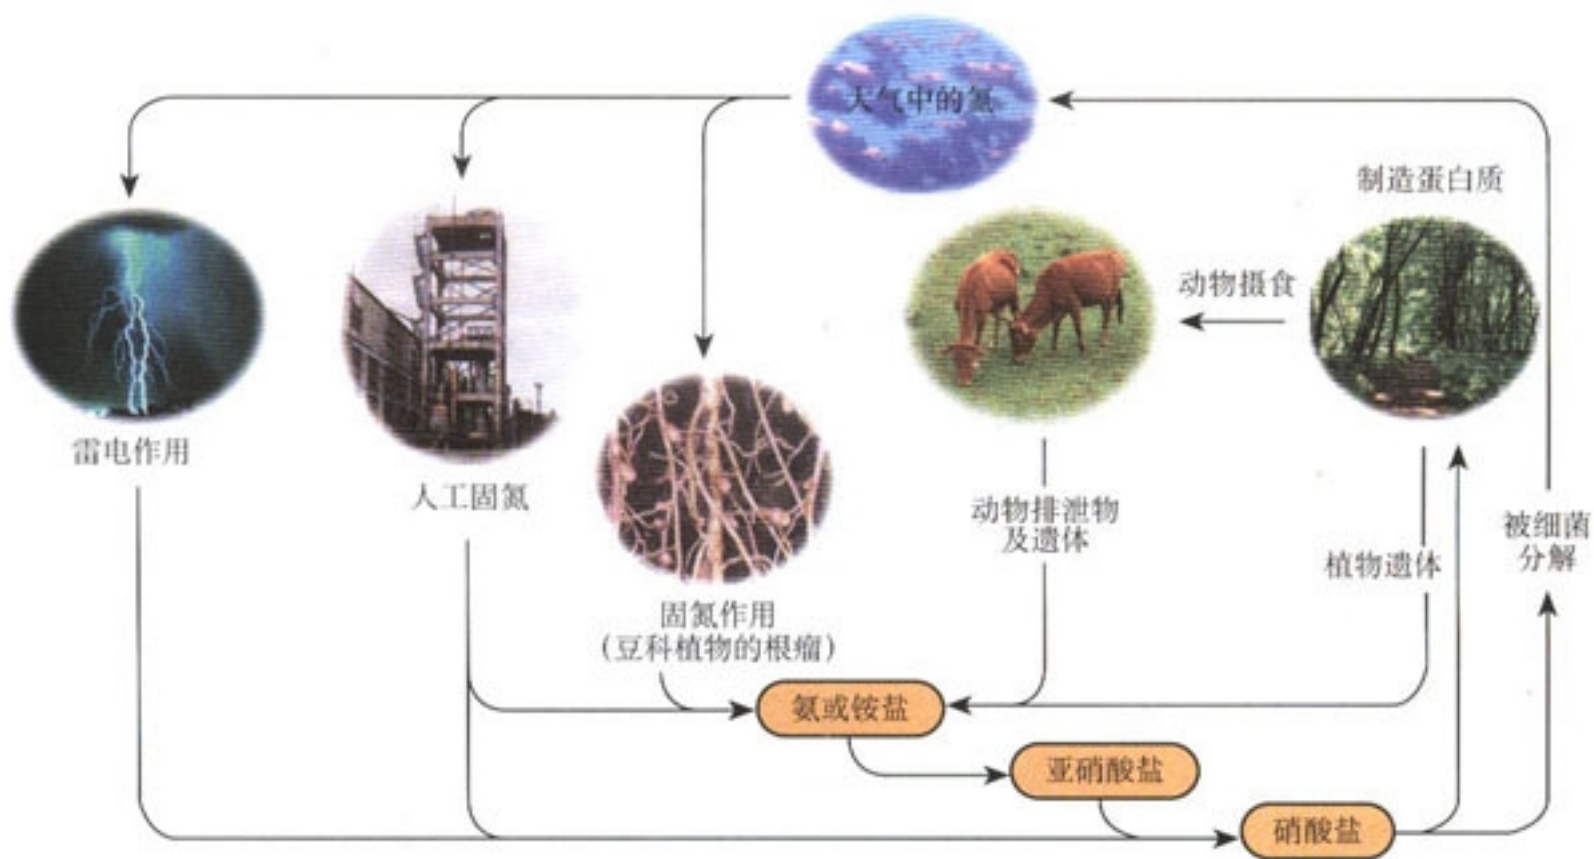 大气中的氮
制造蛋白质
动物摄食
雷电作用
人工固氮
动物排泄物
及遗体
被细菌
分解
植物遗体
固氮作用
(豆科植物的根瘤)
氨或铵盐
亚硝酸盐
硝酸盐